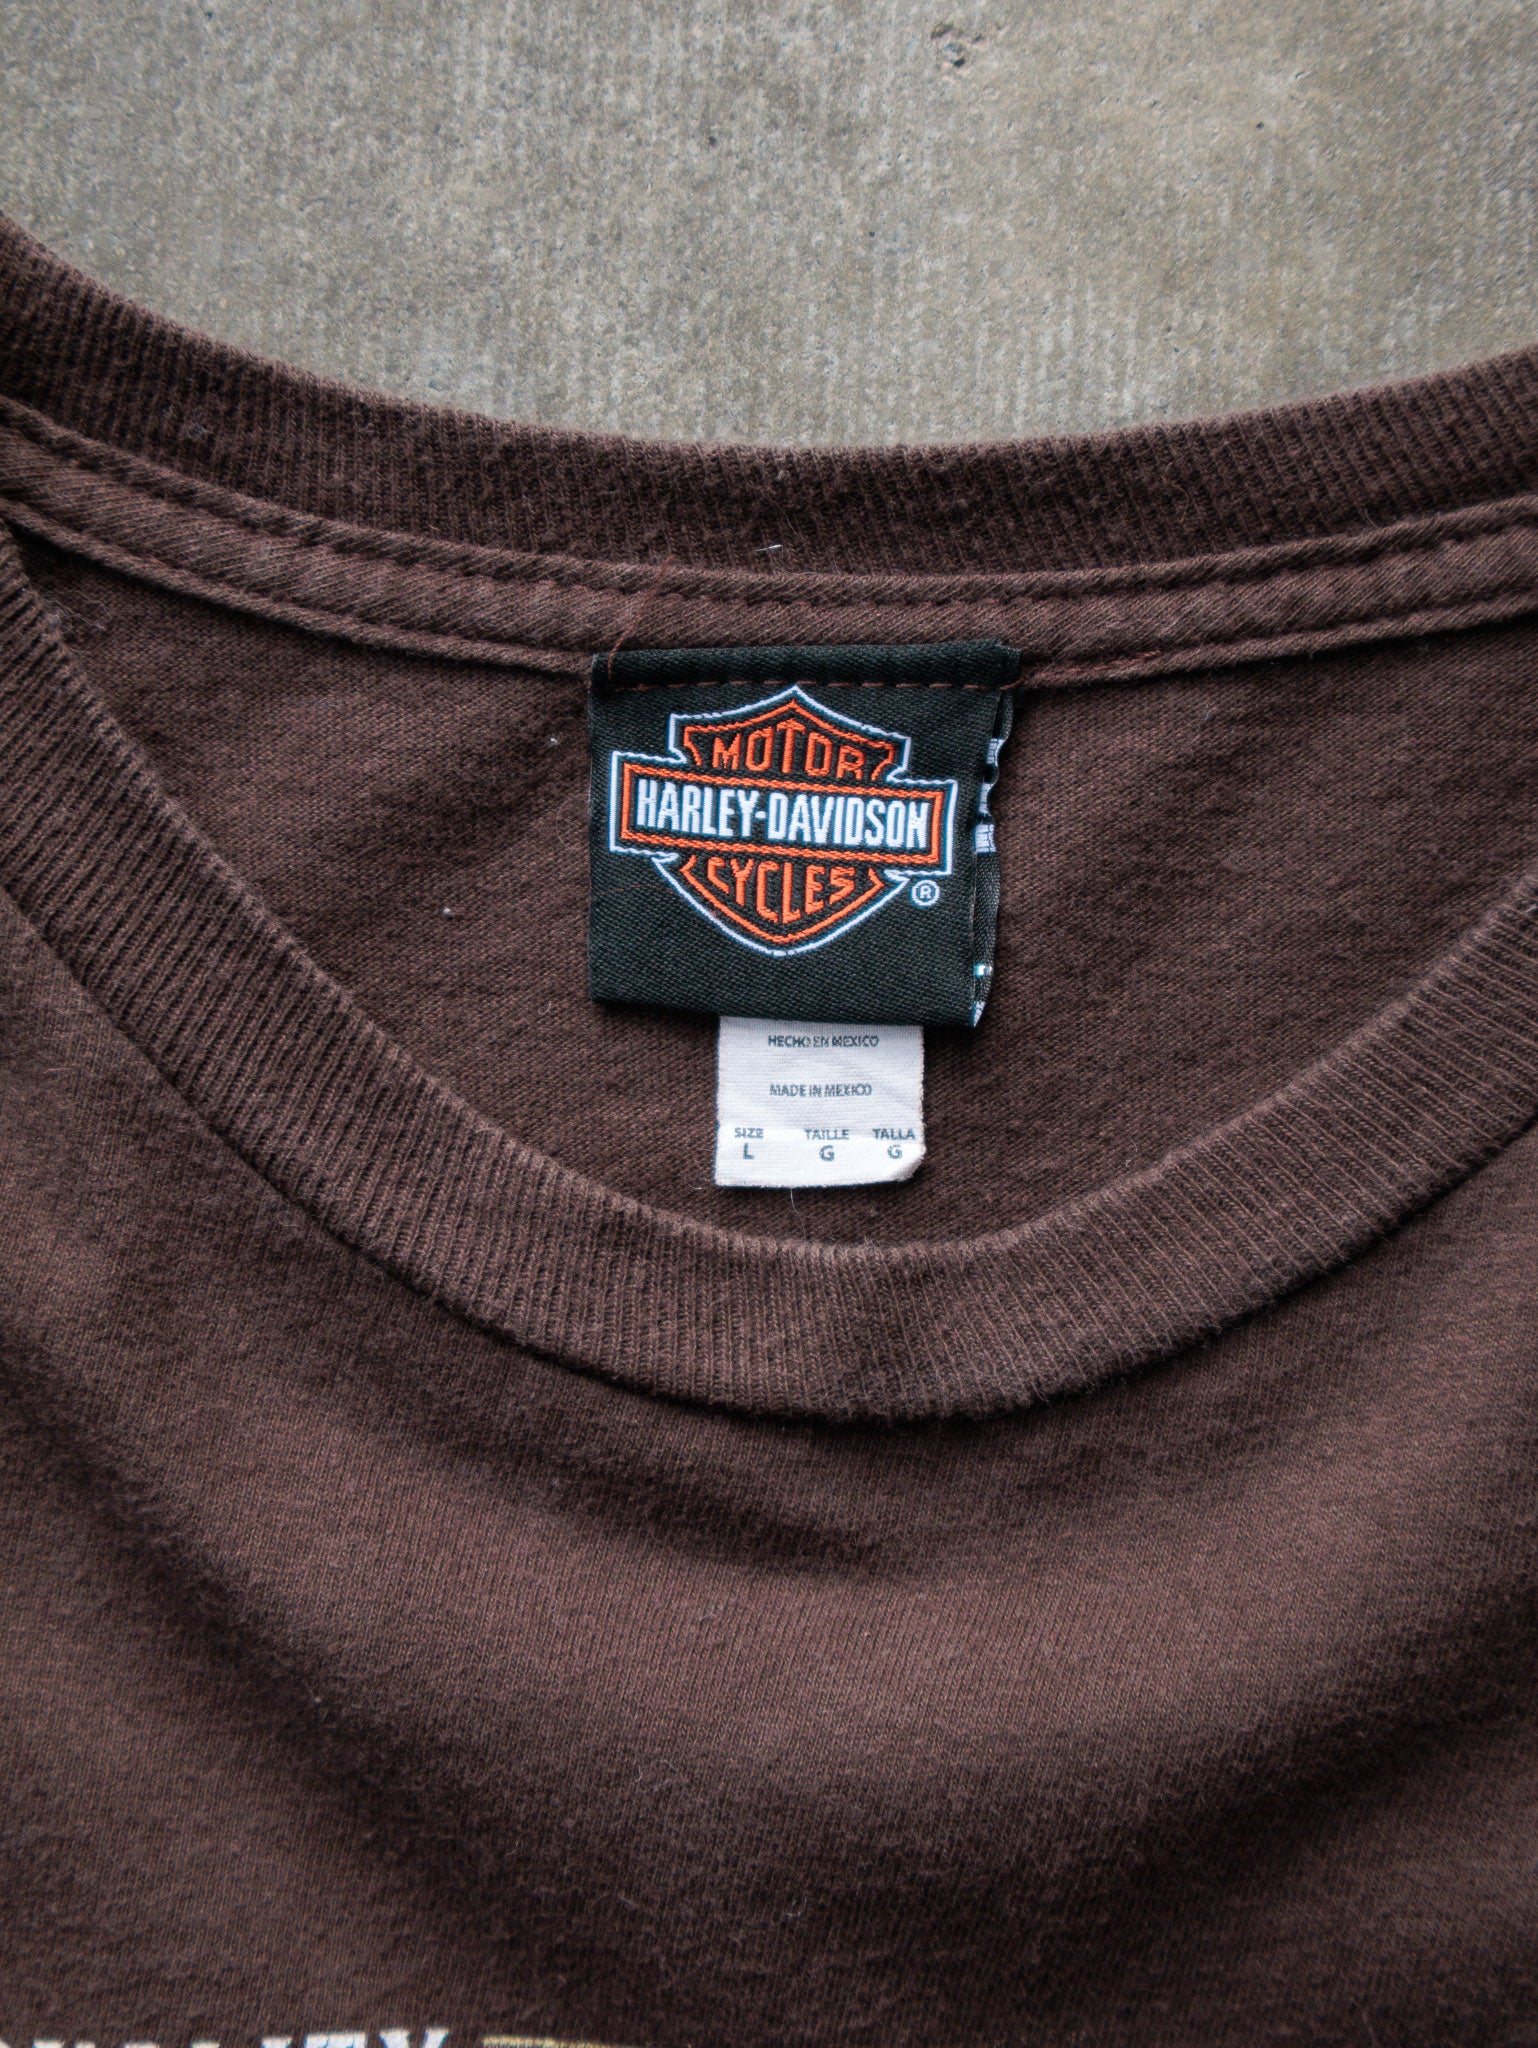 MOTOR
HARLEY-DAVIDSON
CYCLES
®
HECHO EN MEXICO
MADE IN MEXICO
SIZE TAILLE TALLA
L G G